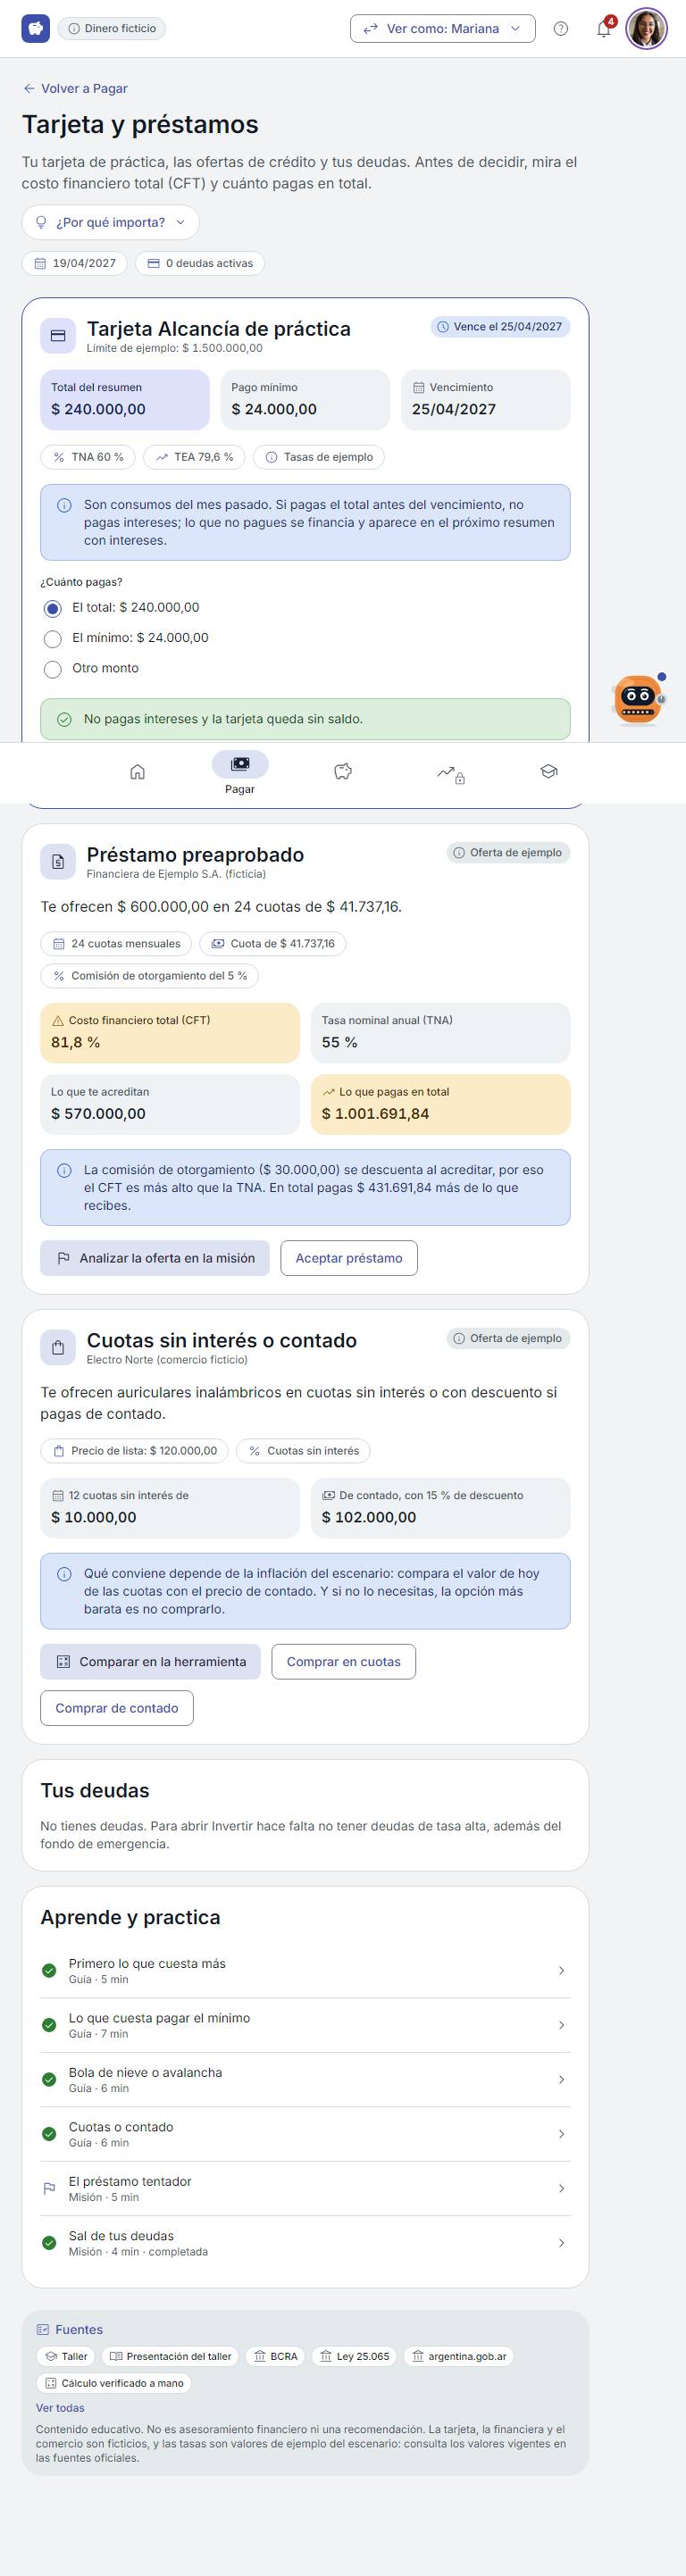 Dinero ficticio
Ver como: Mariana
4
Volver a Pagar
Tarjeta y préstamos
Tu tarjeta de práctica, las ofertas de crédito y tus deudas. Antes de decidir, mira el
costo financiero total (CFT) y cuánto pagas en total.
¿Por qué importa?
19/04/2027
0 deudas activas
Tarjeta Alcancía de práctica
Límite de ejemplo: $ 1.500.000,00
Vence el 25/04/2027
Total del resumen
$ 240.000,00
Pago mínimo
$ 24.000,00
Vencimiento
25/04/2027
TNA 60 %
TEA 79,6 %
Tasas de ejemplo
Son consumos del mes pasado. Si pagas el total antes del vencimiento, no
pagas intereses; lo que no pagues se financia y aparece en el próximo resumen
con intereses.
¿Cuánto pagas?
El total: $ 240.000,00
El mínimo: $ 24.000,00
Otro monto
No pagas intereses y la tarjeta queda sin saldo.
Pagar
Préstamo preaprobado
Financiera de Ejemplo S.A. (ficticia)
Oferta de ejemplo
Te ofrecen $ 600.000,00 en 24 cuotas de $ 41.737,16.
24 cuotas mensuales
Cuota de $ 41.737,16
Comisión de otorgamiento del 5 %
Costo financiero total (CFT)
81,8 %
Tasa nominal anual (TNA)
55 %
Lo que te acreditan
$ 570.000,00
Lo que pagas en total
$ 1.001.691,84
La comisión de otorgamiento ($ 30.000,00) se descuenta al acreditar, por eso
el CFT es más alto que la TNA. En total pagas $ 431.691,84 más de lo que
recibes.
Analizar la oferta en la misión
Aceptar préstamo
Cuotas sin interés o contado
Electro Norte (comercio ficticio)
Oferta de ejemplo
Te ofrecen auriculares inalámbricos en cuotas sin interés o con descuento si
pagas de contado.
Precio de lista: $ 120.000,00
Cuotas sin interés
12 cuotas sin interés de
$ 10.000,00
De contado, con 15 % de descuento
$ 102.000,00
Qué conviene depende de la inflación del escenario: compara el valor de hoy
de las cuotas con el precio de contado. Y si no lo necesitas, la opción más
barata es no comprarlo.
Comparar en la herramienta
Comprar en cuotas
Comprar de contado
Tus deudas
No tienes deudas. Para abrir Invertir hace falta no tener deudas de tasa alta, además del
fondo de emergencia.
Aprende y practica
Primero lo que cuesta más
Guía · 5 min
Lo que cuesta pagar el mínimo
Guía · 7 min
Bola de nieve o avalancha
Guía · 6 min
Cuotas o contado
Guía · 6 min
El préstamo tentador
Misión · 5 min
Sal de tus deudas
Misión · 4 min · completada
Fuentes
Taller
Presentación del taller
BCRA
Ley 25.065
argentina.gob.ar
Cálculo verificado a mano
Ver todas
Contenido educativo. No es asesoramiento financiero ni una recomendación. La tarjeta, la financiera y el
comercio son ficticios, y las tasas son valores de ejemplo del escenario: consulta los valores vigentes en
las fuentes oficiales.